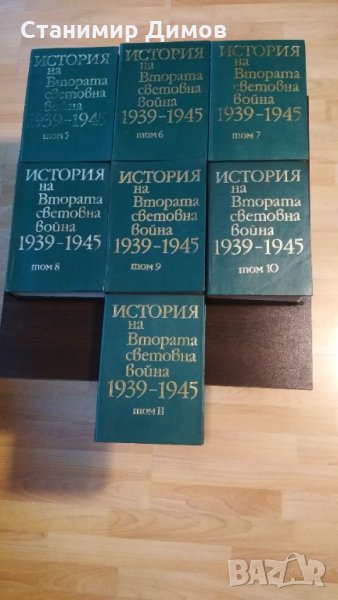 Станимир Димов
ИСТОРИЯ
на
Втората
световна
война
1939-1945
том 5
ИСТОРИЯ
на
Втората
световна
война
1939-1945
том 6
ИСТОРИЯ
на
Втората
световна
война
1939-1945
том 7
ИСТОРИЯ
на
Втората
световна
война
1939-1945
том 8
ИСТОРИЯ
на
Втората
световна
война
1939-1945
том 9
ИСТОРИЯ
на
Втората
световна
война
1939-1945
том 10
ИСТОРИЯ
на
Втората
световна
война
1939-1945
том 11
BAZAR